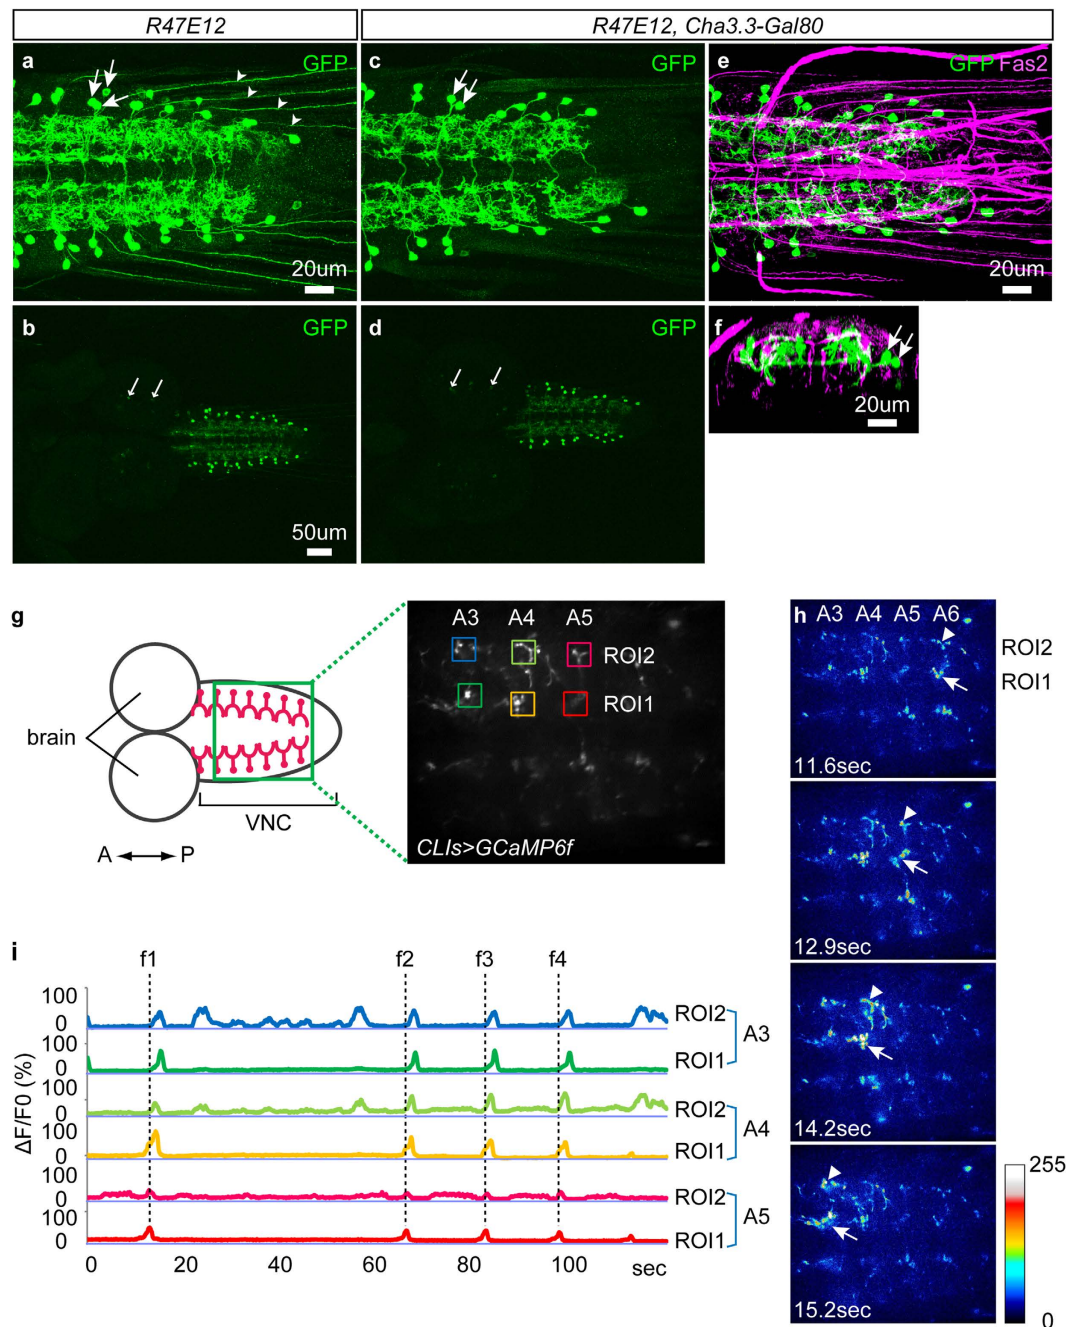 R47E12
R47E12, Cha3.3-Gal80
a
GFP
20um
c
GFP
e
GFP Fas2
20um
b
GFP
50um
d
GFP
f
20um
g
brain
VNC
A P
A3 A4 A5
ROI2
ROI1
CLIs>GCaMP6f
h
A3 A4 A5 A6
ROI2
ROI1
11.6sec
12.9sec
14.2sec
15.2sec
255
0
i
f1 f2 f3 f4
ΔF/F0 (%)
100
0
ROI2
100
0
ROI1
A3
100
0
ROI2
100
0
ROI1
A4
100
0
ROI2
100
0
ROI1
A5
0 20 40 60 80 100 sec